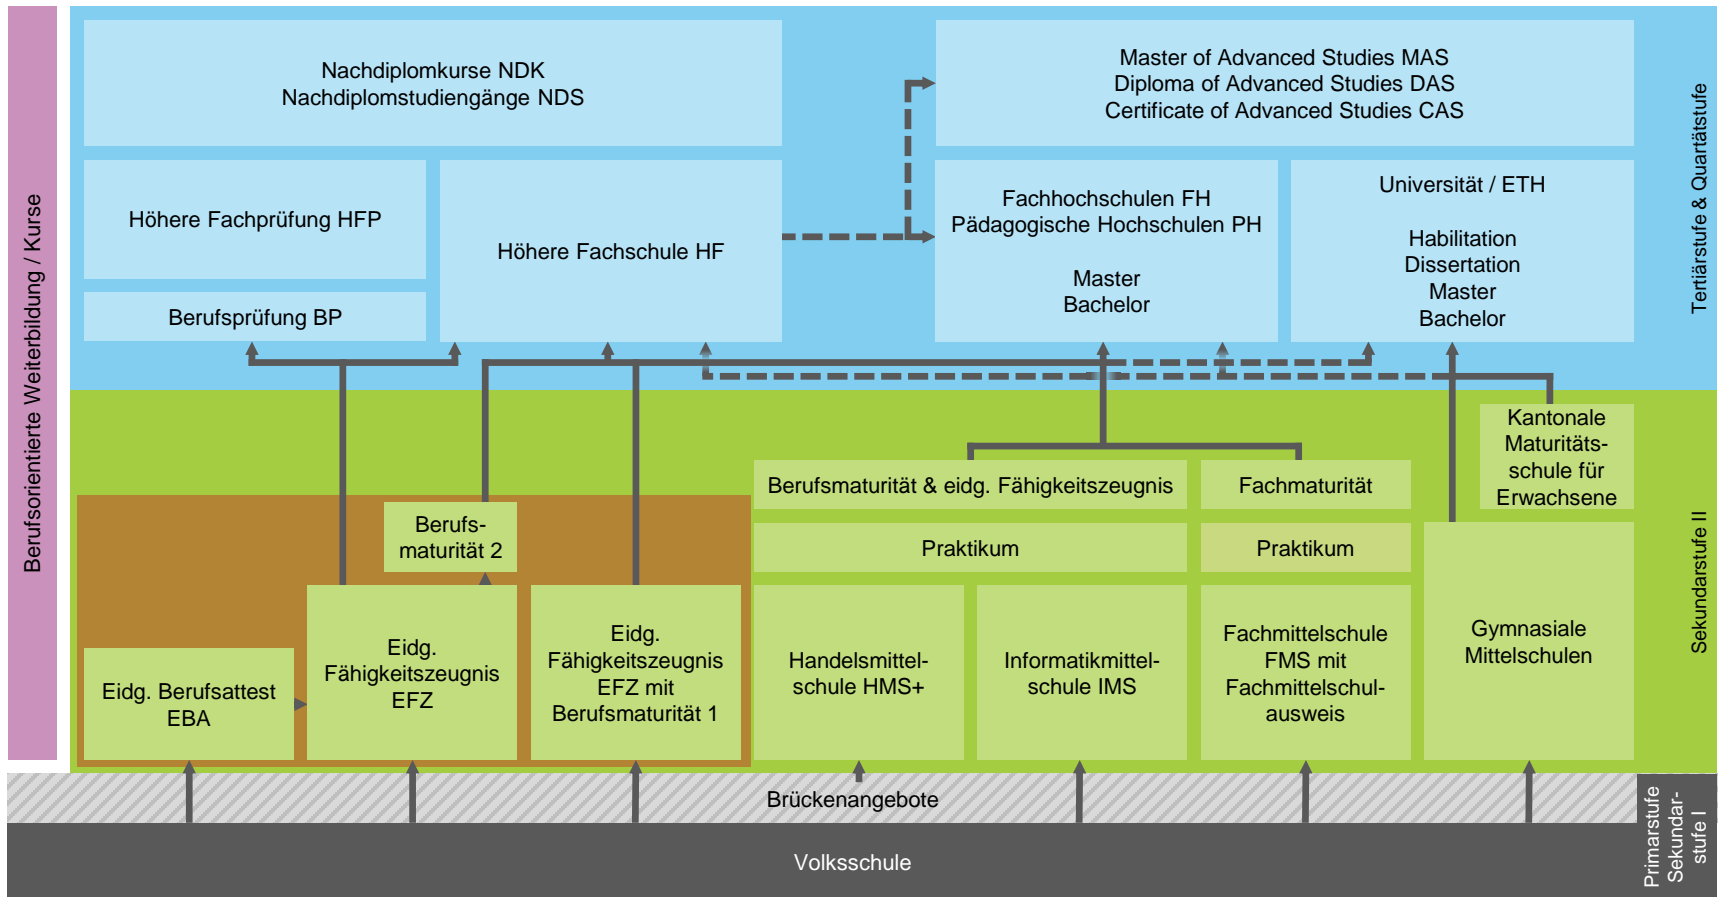 Berufsorientierte Weiterbildung / Kurse
Nachdiplomkurse NDK
Nachdiplomstudiengänge NDS
Master of Advanced Studies MAS
Diploma of Advanced Studies DAS
Certificate of Advanced Studies CAS
Tertiärstufe & Quartätstufe
Höhere Fachprüfung HFP
Berufsprüfung BP
Höhere Fachschule HF
Fachhochschulen FH
Pädagogische Hochschulen PH
Master
Bachelor
Universität / ETH
Habilitation
Dissertation
Master
Bachelor
Kantonale
Maturitäts-
schule für
Erwachsene
Berufsmaturität & eidg. Fähigkeitszeugnis
Fachmaturität
Berufs-
maturität 2
Praktikum
Praktikum
Sekundarstufe II
Eidg. Berufsattest
EBA
Eidg.
Fähigkeitszeugnis
EFZ
Eidg.
Fähigkeitszeugnis
EFZ mit
Berufsmaturität 1
Handelsmittel-
schule HMS+
Informatikmittel-
schule IMS
Fachmittelschule
FMS mit
Fachmittelschul-
ausweis
Gymnasiale
Mittelschulen
Brückenangebote
Volksschule
Primarstufe
Sekundar-
stufe I